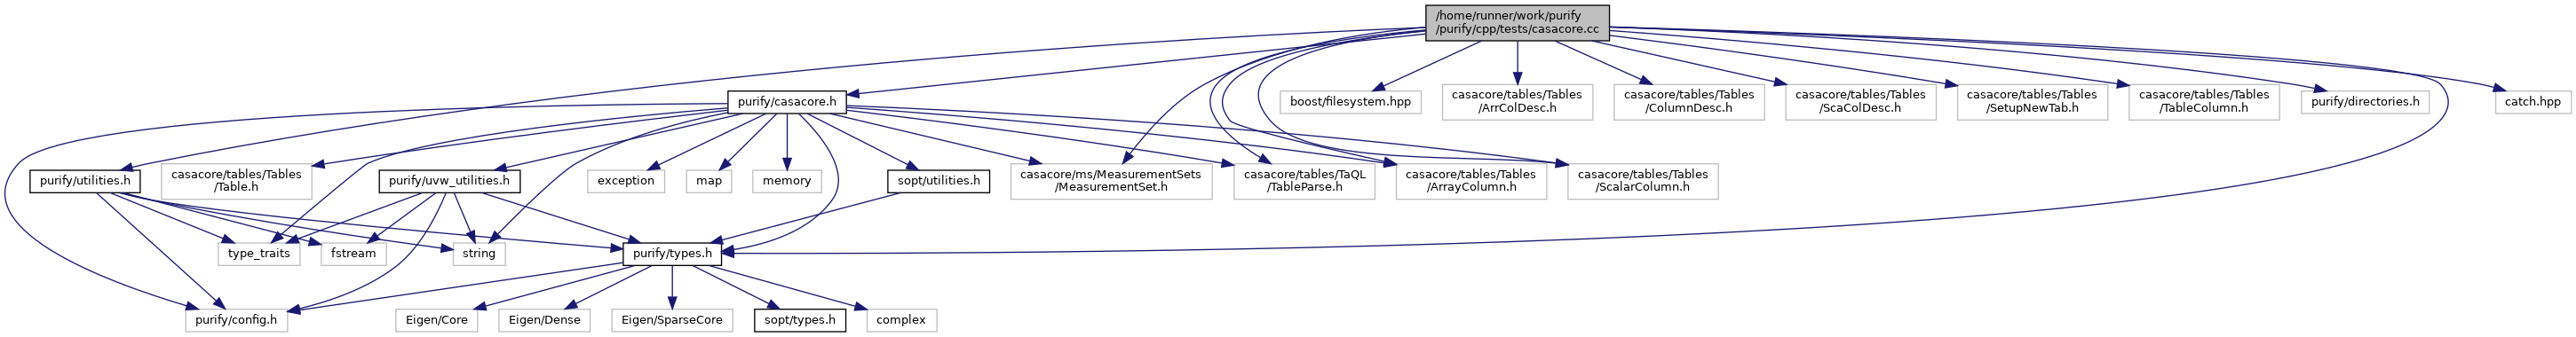 /home/runner/work/purify
/purify/cpp/tests/casacore.cc
purify/casacore.h
boost/filesystem.hpp
casacore/tables/Tables
/ArrColDesc.h
casacore/tables/Tables
/ColumnDesc.h
casacore/tables/Tables
/ScaColDesc.h
casacore/tables/Tables
/SetupNewTab.h
casacore/tables/Tables
/TableColumn.h
purify/directories.h
catch.hpp
purify/utilities.h
casacore/tables/Tables
/Table.h
purify/uvw_utilities.h
exception
map
memory
sopt/utilities.h
casacore/ms/MeasurementSets
/MeasurementSet.h
casacore/tables/TaQL
/TableParse.h
casacore/tables/Tables
/ArrayColumn.h
casacore/tables/Tables
/ScalarColumn.h
type_traits
fstream
string
purify/types.h
purify/config.h
Eigen/Core
Eigen/Dense
Eigen/SparseCore
sopt/types.h
complex